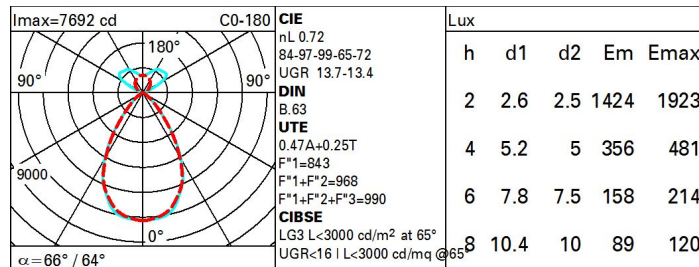 Imax=7692 cd C0-180
180°
90° 90°
9000
0°
α=66° / 64°
CIE
nL 0.72
84-97-99-65-72
UGR 13.7-13.4
DIN
B.63
UTE
0.47A+0.25T
F"1=843
F"1+F"2=968
F"1+F"2+F"3=990
CIBSE
LG3 L<3000 cd/m² at 65°
UGR<16 | L<3000 cd/mq @65°
Lux
h d1 d2 Em Emax
2 2.6 2.5 1424 1923
4 5.2 5 356 481
6 7.8 7.5 158 214
8 10.4 10 89 120